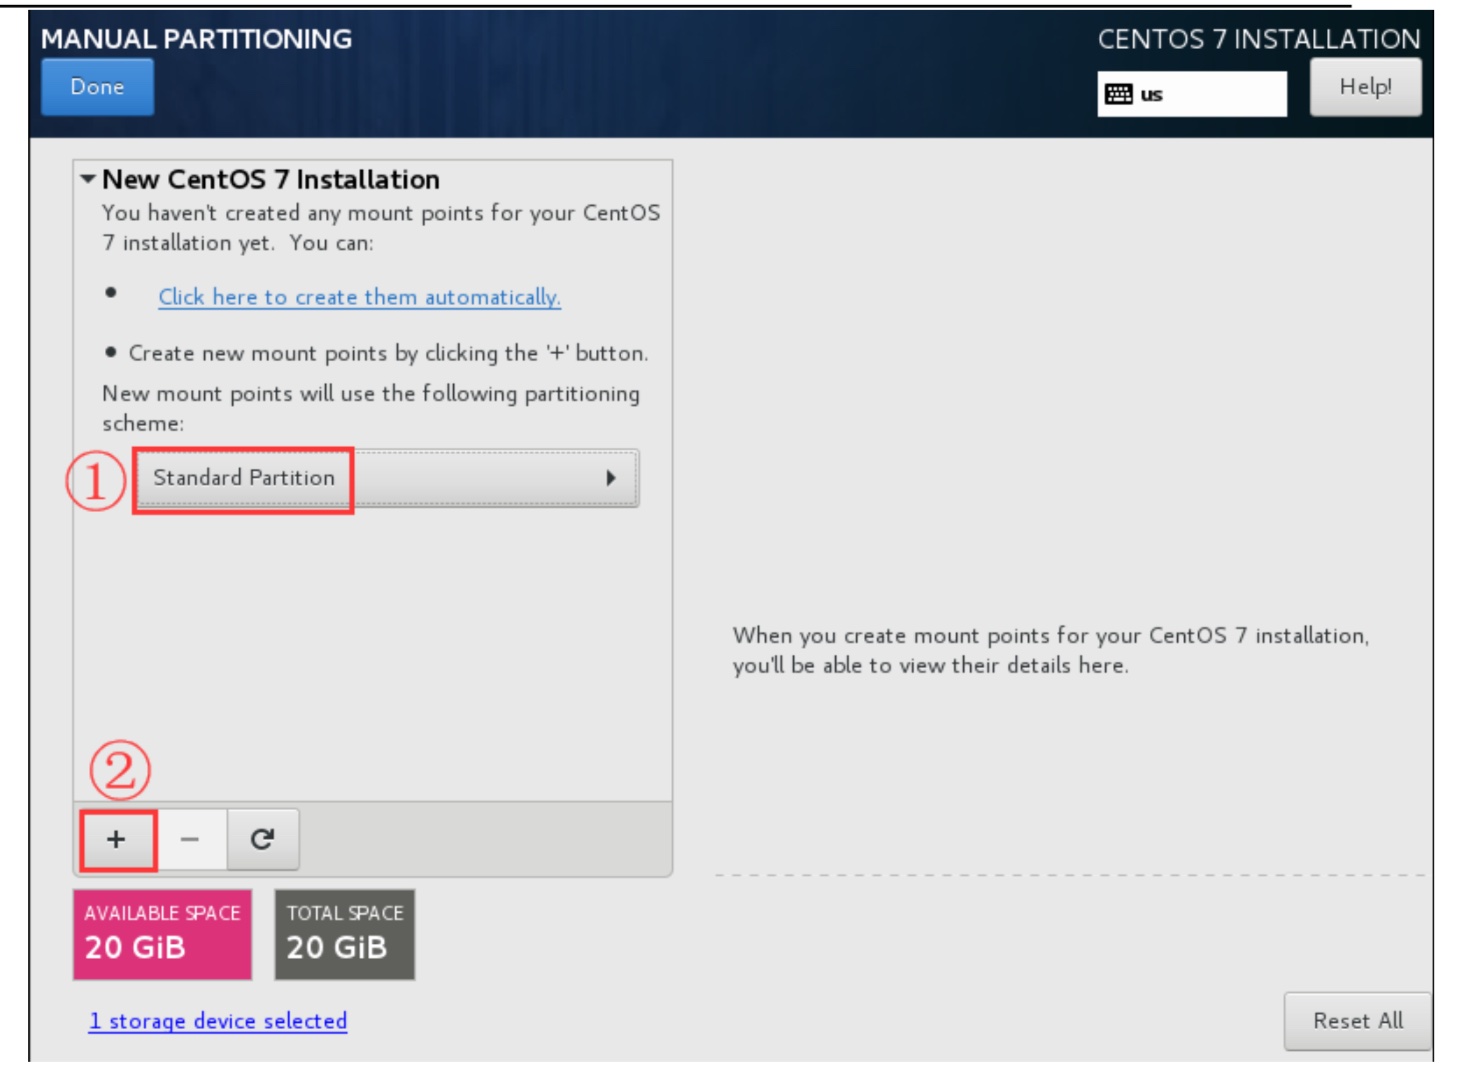 MANUAL PARTITIONING
CENTOS 7 INSTALLATION
Done
us
Help!
New CentOS 7 Installation
You haven't created any mount points for your CentOS
7 installation yet. You can:
• Click here to create them automatically.
• Create new mount points by clicking the '+' button.
New mount points will use the following partitioning
scheme:
① Standard Partition
When you create mount points for your CentOS 7 installation,
you'll be able to view their details here.
②
+ −
AVAILABLE SPACE
20 GiB
TOTAL SPACE
20 GiB
1 storage device selected
Reset All